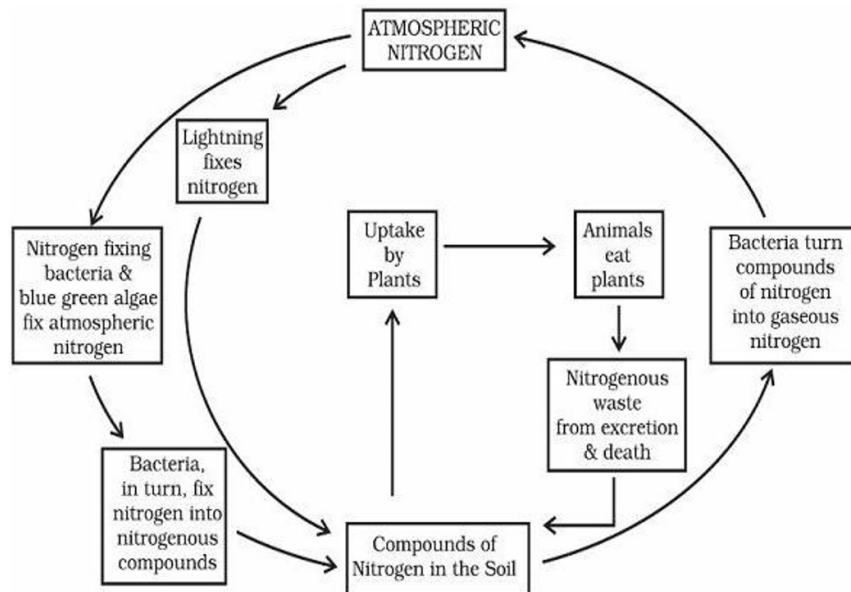 ATMOSPHERIC
NITROGEN
Lightning
fixes
nitrogen
Nitrogen fixing
bacteria &
blue green algae
fix atmospheric
nitrogen
Uptake
by
Plants
Animals
eat
plants
Bacteria turn
compounds
of nitrogen
into gaseous
nitrogen
Nitrogenous
waste
from excretion
& death
Bacteria,
in turn, fix
nitrogen into
nitrogenous
compounds
Compounds of
Nitrogen in the Soil